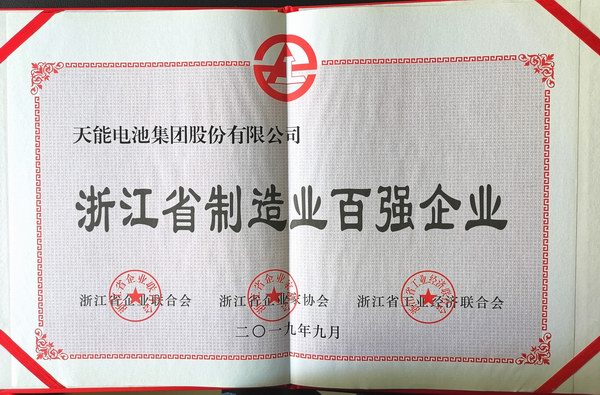 天能电池集团股份有限公司
浙江省制造业百强企业
浙江省企业联合会 浙江省企业家协会 浙江省工业经济联合会
二〇一九年九月